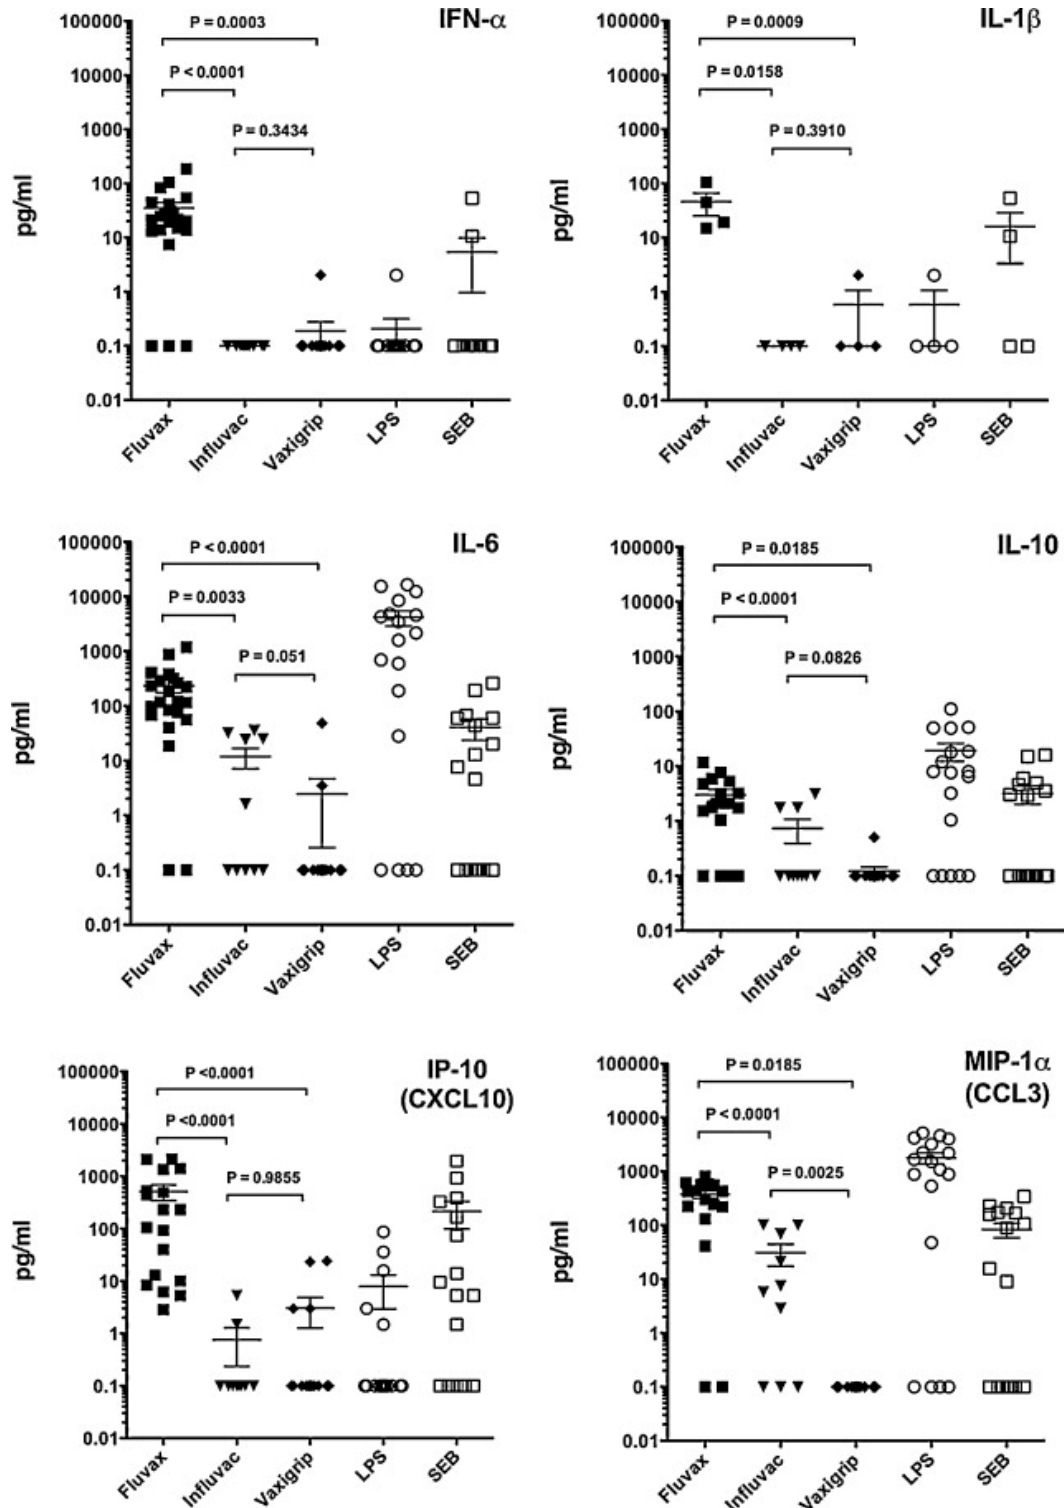 IFN-α
P = 0.0003
P < 0.0001
P = 0.3434
pg/ml
100000
10000
1000
100
10
1
0.1
0.01
Fluvax
Influvac
Vaxigrip
LPS
SEB
IL-1β
P = 0.0009
P = 0.0158
P = 0.3910
pg/ml
100000
10000
1000
100
10
1
0.1
0.01
Fluvax
Influvac
Vaxigrip
LPS
SEB
IL-6
P < 0.0001
P = 0.0033
P = 0.051
pg/ml
100000
10000
1000
100
10
1
0.1
0.01
Fluvax
Influvac
Vaxigrip
LPS
SEB
IL-10
P = 0.0185
P < 0.0001
P = 0.0826
pg/ml
100000
10000
1000
100
10
1
0.1
0.01
Fluvax
Influvac
Vaxigrip
LPS
SEB
IP-10
(CXCL10)
P <0.0001
P <0.0001
P = 0.9855
pg/ml
100000
10000
1000
100
10
1
0.1
0.01
Fluvax
Influvac
Vaxigrip
LPS
SEB
MIP-1α
(CCL3)
P = 0.0185
P < 0.0001
P = 0.0025
pg/ml
100000
10000
1000
100
10
1
0.1
0.01
Fluvax
Influvac
Vaxigrip
LPS
SEB